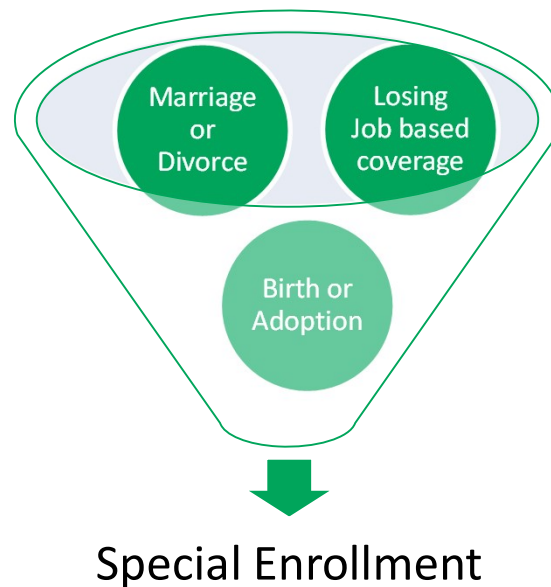 Marriage
or
Divorce
Losing
Job based
coverage
Birth or
Adoption
Special Enrollment